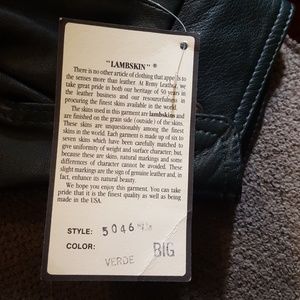 "LAMBSKIN" ®
There is no other article of clothing that appeals to
the senses more than leather. At Remy Leather, we
take great pride in both our heritage of 50 years in
the leather business and our resourcefulness in
procuring the finest skins available in the world.
The skins used in this garment are lambskins and
are finished on the grain side (outside) of the skins.
These skins are unquestionably among the finest
skins in the world. Each garment is made up of six to
seven skins which have been carefully matched to
give uniformity of weight and surface character; but,
because these are skins, natural markings and some
differences of character cannot be avoided. These
slight markings are the sign of genuine leather and, in
fact, enhance its natural beauty.
We hope you enjoy this garment. You can take
pride that it is the finest quality as well as being
made in the USA.
STYLE: 5046
COLOR: VERDE BIG